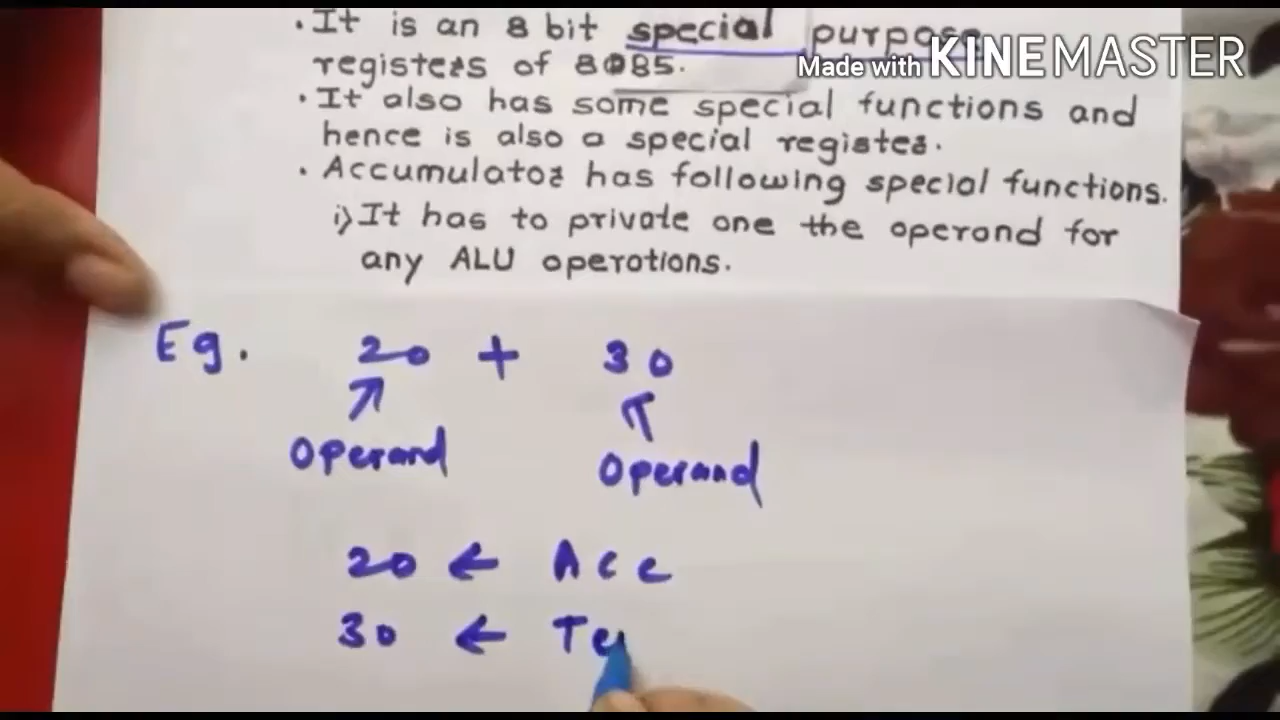 · It is an 8 bit special purpose
registers of 8085.
Made with KINEMASTER
· It also has some special functions and
hence is also a special register.
· Accumulator has following special functions.
i) It has to private one the operand for
any ALU operations.
Eg. 20 + 30
Operand Operand
20 ← Acc
30 ← Te